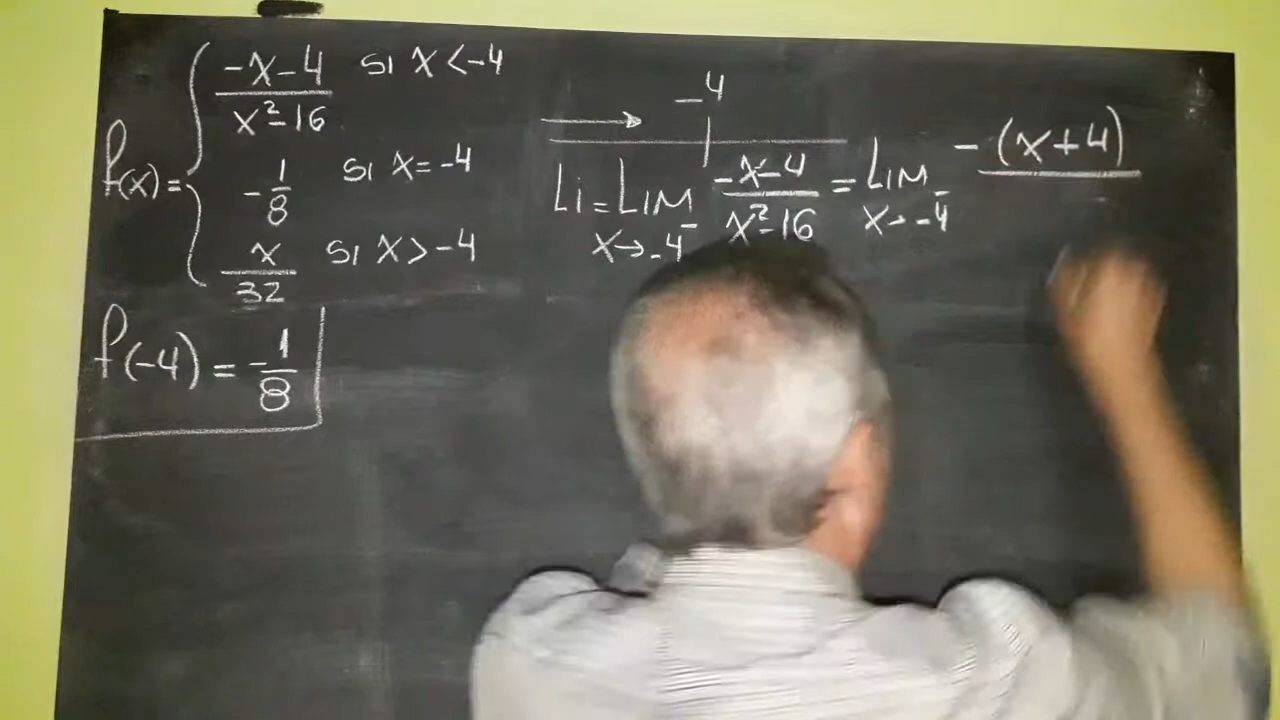 f(x) = { (-x-4)/(x²-16) si x < -4
-1/8 si x = -4
x/32 si x > -4
f(-4) = -1/8
-4
Li = Lim x→-4⁻ (-x-4)/(x²-16) = Lim x→-4⁻ -(x+4)